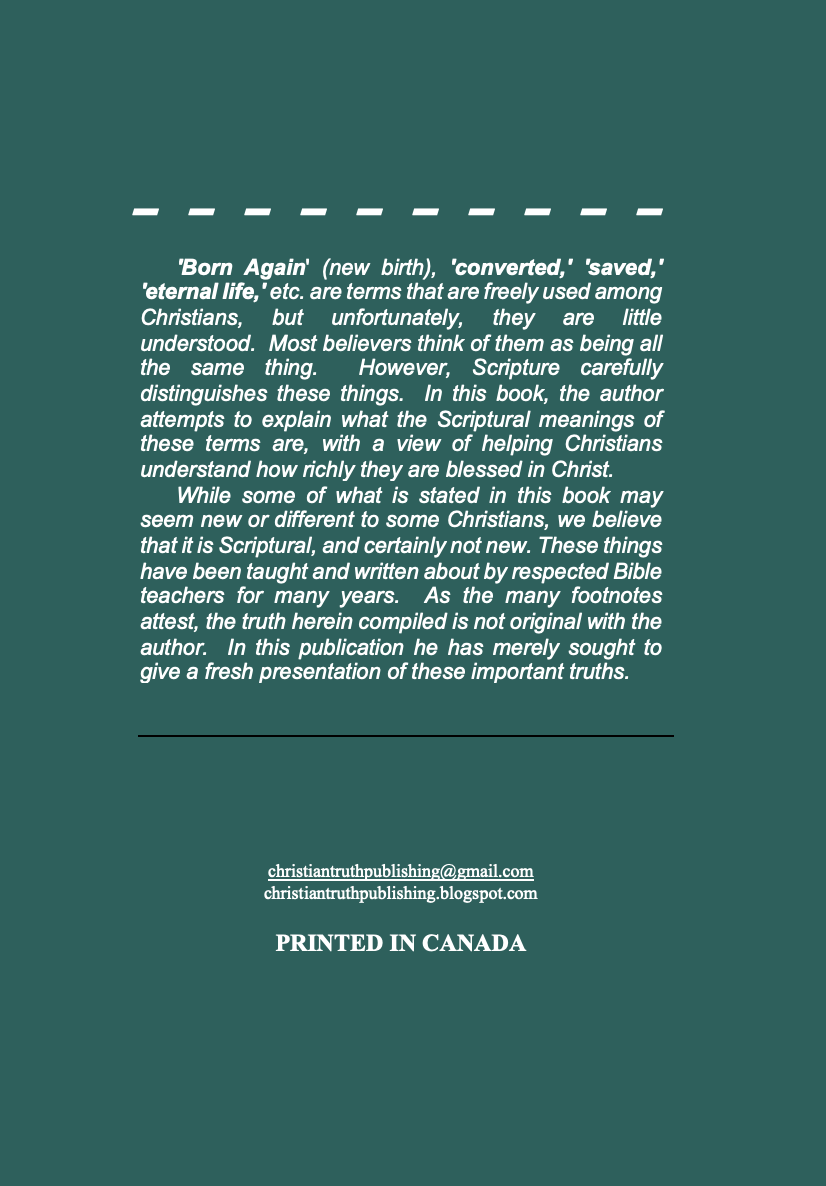 'Born Again' (new birth), 'converted,' 'saved,'
'eternal life,' etc. are terms that are freely used among
Christians, but unfortunately, they are little
understood. Most believers think of them as being all
the same thing. However, Scripture carefully
distinguishes these things. In this book, the author
attempts to explain what the Scriptural meanings of
these terms are, with a view of helping Christians
understand how richly they are blessed in Christ.
While some of what is stated in this book may
seem new or different to some Christians, we believe
that it is Scriptural, and certainly not new. These things
have been taught and written about by respected Bible
teachers for many years. As the many footnotes
attest, the truth herein compiled is not original with the
author. In this publication he has merely sought to
give a fresh presentation of these important truths.
christiantruthpublishing@gmail.com
christiantruthpublishing.blogspot.com
PRINTED IN CANADA